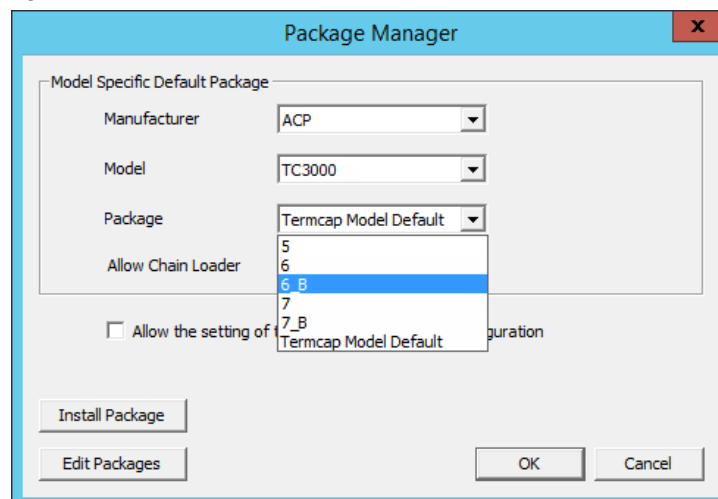 Package Manager
x
Model Specific Default Package
Manufacturer ACP
Model TC3000
Package Termcap Model Default
5
Allow Chain Loader 6
6_B
7
Allow the setting of 7_B guration
Termcap Model Default
Install Package
Edit Packages OK Cancel